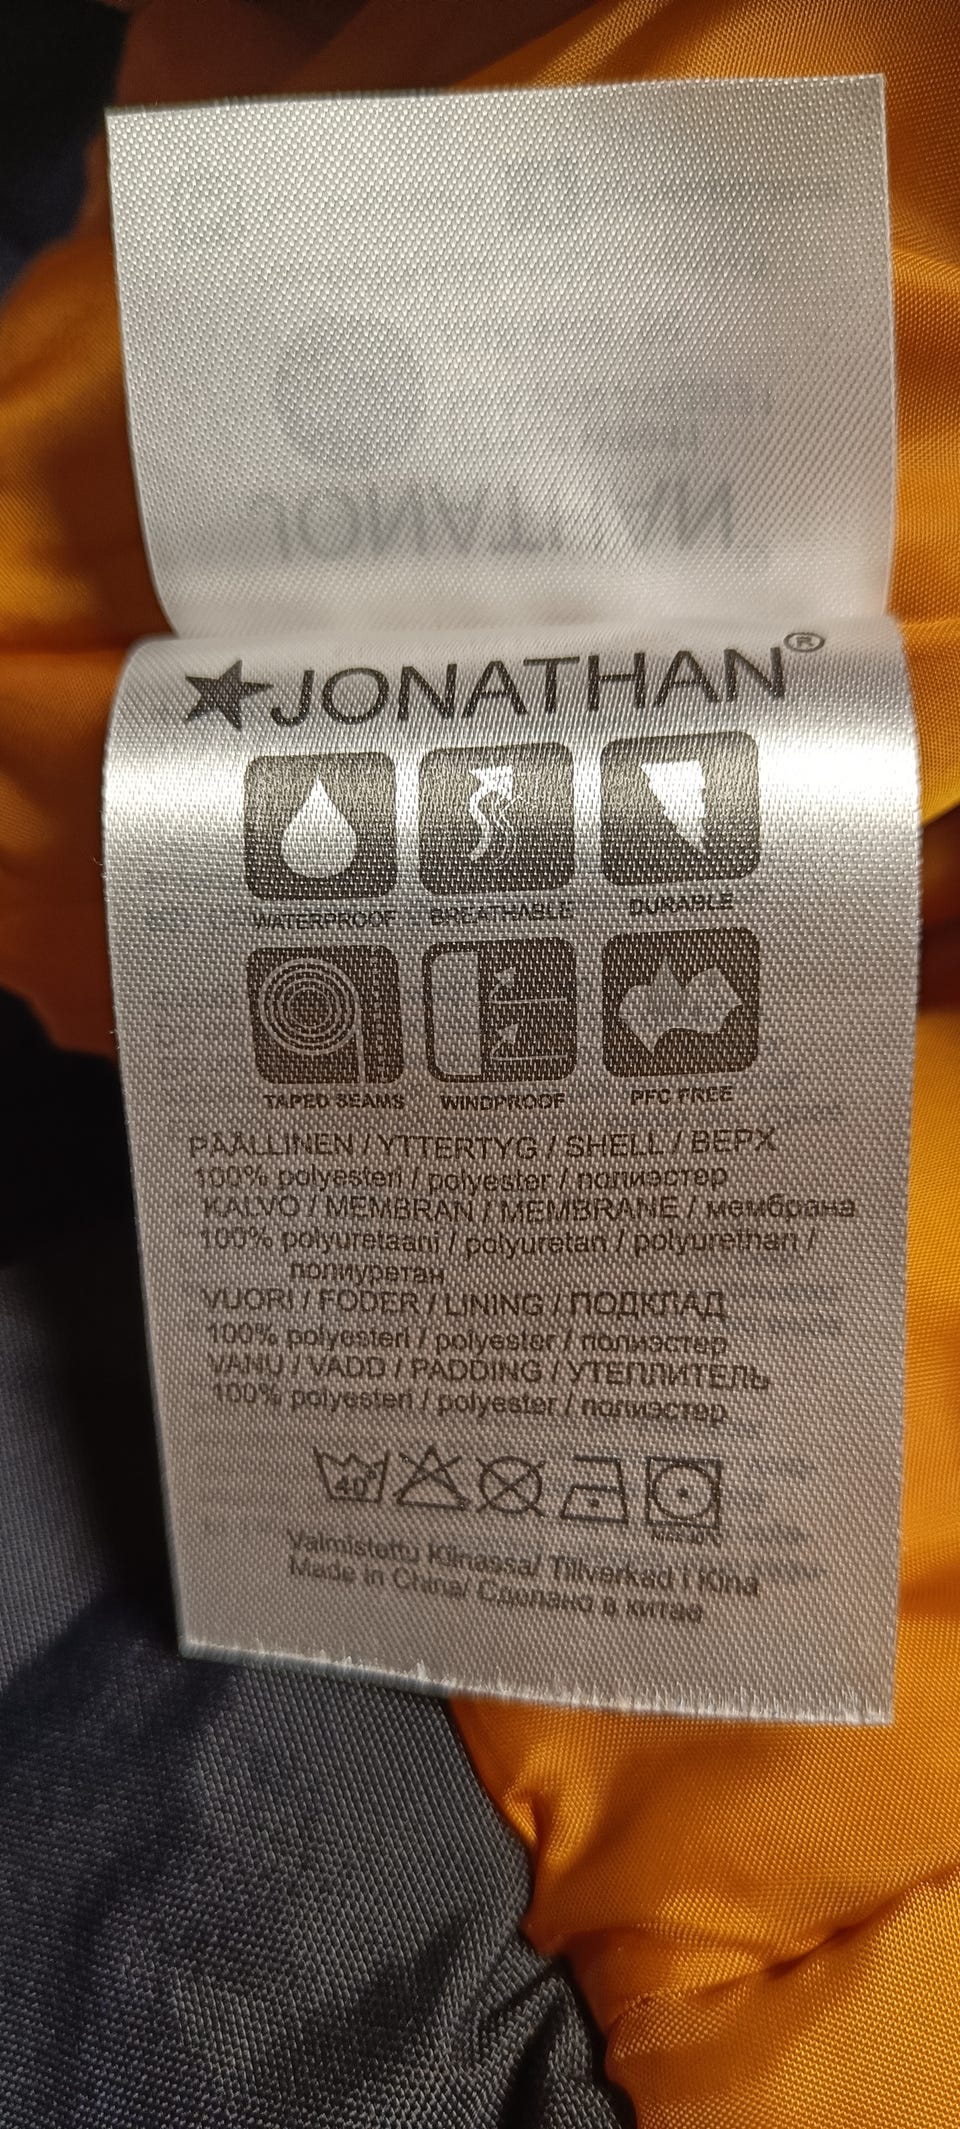 JONATHAN®
WATERPROOF BREATHABLE DURABLE
TAPED SEAMS WINDPROOF PFC FREE
PÄÄLLINEN / YTTERTYG / SHELL / ВЕРХ
100% polyesteri / polyester / полиэстер
KALVO / MEMBRAN / MEMBRANE / мембрана
100% polyuretaani / polyuretan / polyurethan /
полиуретан
VUORI / FODER / LINING / ПОДКЛАД
100% polyesteri / polyester / полиэстер
VANU / VADD / PADDING / УТЕПЛИТЕЛЬ
100% polyesteri / polyester / полиэстер
40°
Valmistettu Kiinassa/ Tillverkad i Kina
Made in China/ Сделано в китае